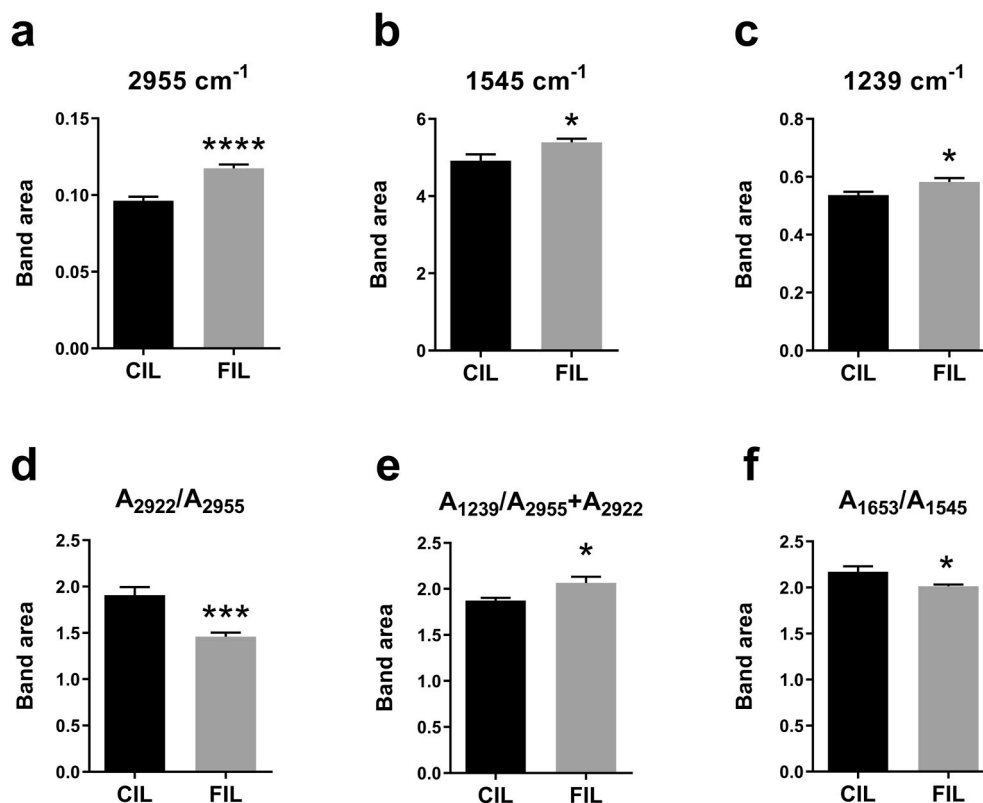 a
2955 cm⁻¹
Band area
0.15
0.10
0.05
0.00
****
CIL FIL
b
1545 cm⁻¹
Band area
6
4
2
0
*
CIL FIL
c
1239 cm⁻¹
Band area
0.8
0.6
0.4
0.2
0.0
*
CIL FIL
d
A₂₉₂₂/A₂₉₅₅
Band area
2.5
2.0
1.5
1.0
0.5
0.0
***
CIL FIL
e
A₁₂₃₉/A₂₉₅₅+A₂₉₂₂
Band area
2.5
2.0
1.5
1.0
0.5
0.0
*
CIL FIL
f
A₁₆₅₃/A₁₅₄₅
Band area
2.5
2.0
1.5
1.0
0.5
0.0
*
CIL FIL